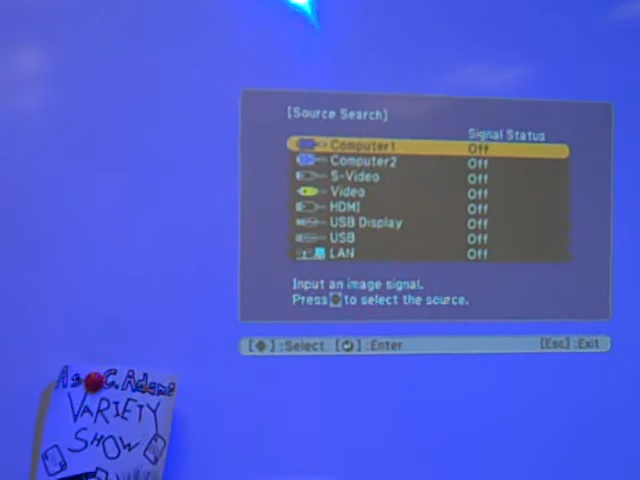 [Source Search]
Signal Status
Computer1 Off
Computer2 Off
S-Video Off
Video Off
HDMI Off
USB Display Off
USB Off
LAN Off
Input an image signal.
Press to select the source.
[ ] :Select [ ] :Enter [Esc] :Exit
C. Adams
VARIETY
SHOW